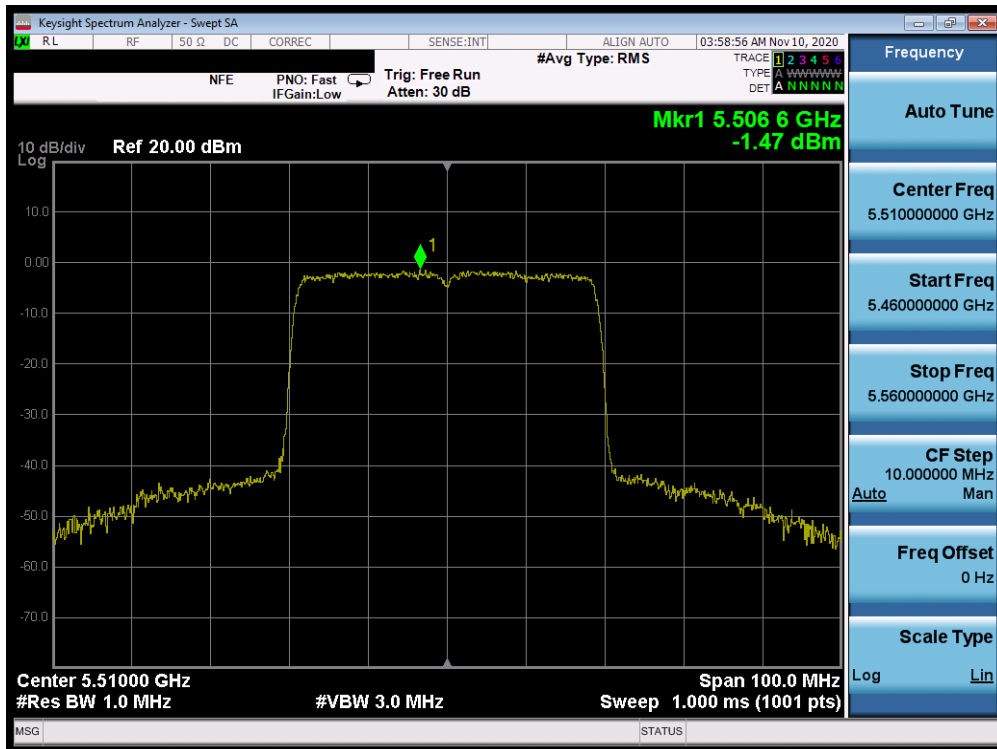 Keysight Spectrum Analyzer - Swept SA
LXI RL RF 50 Ω DC CORREC SENSE:INT ALIGN AUTO 03:58:56 AM Nov 10, 2020
NFE PNO: Fast Trig: Free Run #Avg Type: RMS TRACE 1 2 3 4 5 6
IFGain:Low Atten: 30 dB TYPE A WWWWW
DET A N N N N N
Mkr1 5.506 6 GHz
-1.47 dBm
10 dB/div Ref 20.00 dBm
Log
10.0
1
0.00
-10.0
-20.0
-30.0
-40.0
-50.0
-60.0
-70.0
Center 5.51000 GHz Span 100.0 MHz
#Res BW 1.0 MHz #VBW 3.0 MHz Sweep 1.000 ms (1001 pts)
MSG STATUS
Frequency
Auto Tune
Center Freq
5.510000000 GHz
Start Freq
5.460000000 GHz
Stop Freq
5.560000000 GHz
CF Step
10.000000 MHz
Auto Man
Freq Offset
0 Hz
Scale Type
Log Lin